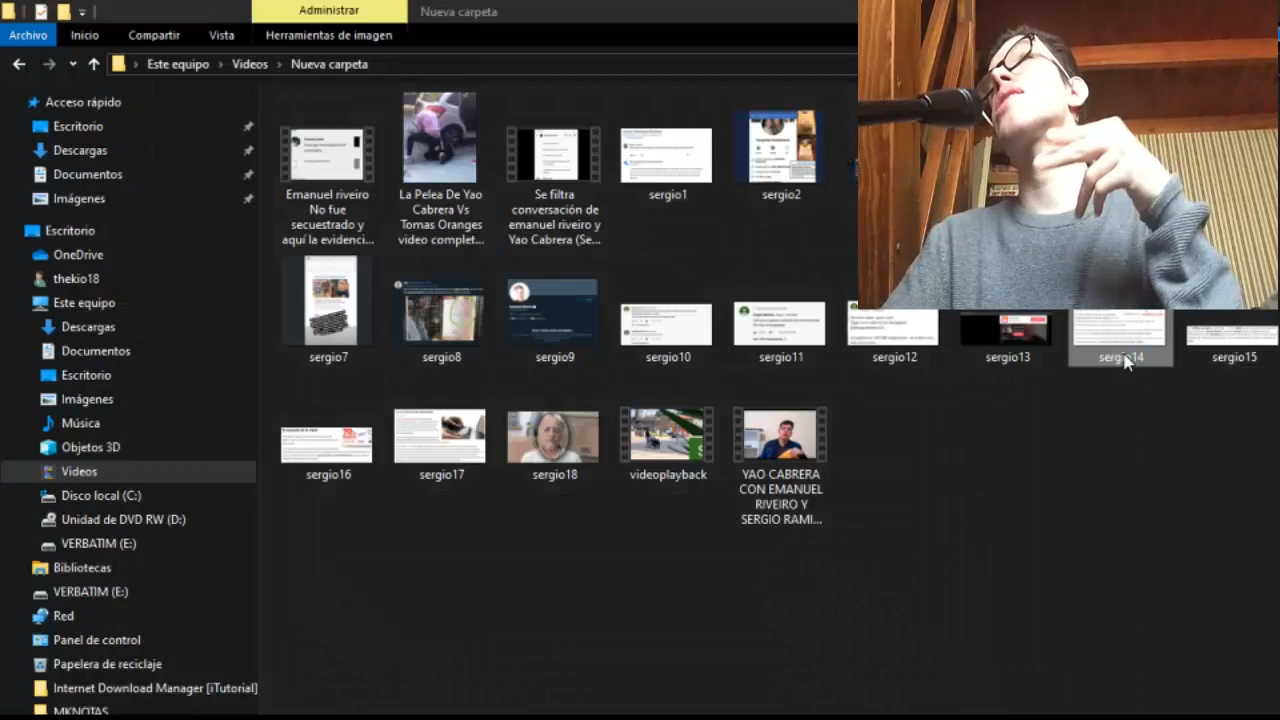 Administrar
Nueva carpeta
Archivo
Inicio
Compartir
Vista
Herramientas de imagen
Este equipo
Videos
Nueva carpeta
Acceso rápido
Escritorio
Descargas
Documentos
Imágenes
Escritorio
OneDrive
thekio18
Este equipo
Descargas
Documentos
Escritorio
Imágenes
Música
Objetos 3D
Videos
Disco local (C:)
Unidad de DVD RW (D:)
VERBATIM (E:)
Bibliotecas
VERBATIM (E:)
Red
Panel de control
Papelera de reciclaje
Internet Download Manager [iTutorial]
MKNOTAS
Emanuel riveiro
No fue
secuestrado y
aquí la evidenci...
La Pelea De Yao
Cabrera Vs
Tomas Oranges
video complet...
Se filtra
conversación de
emanuel riveiro y
Yao Cabrera (Se...
sergio1
sergio2
sergio7
sergio8
sergio9
sergio10
sergio11
sergio12
sergio13
sergio14
sergio15
sergio16
sergio17
sergio18
videoplayback
YAO CABRERA
CON EMANUEL
RIVEIRO Y
SERGIO RAMI...